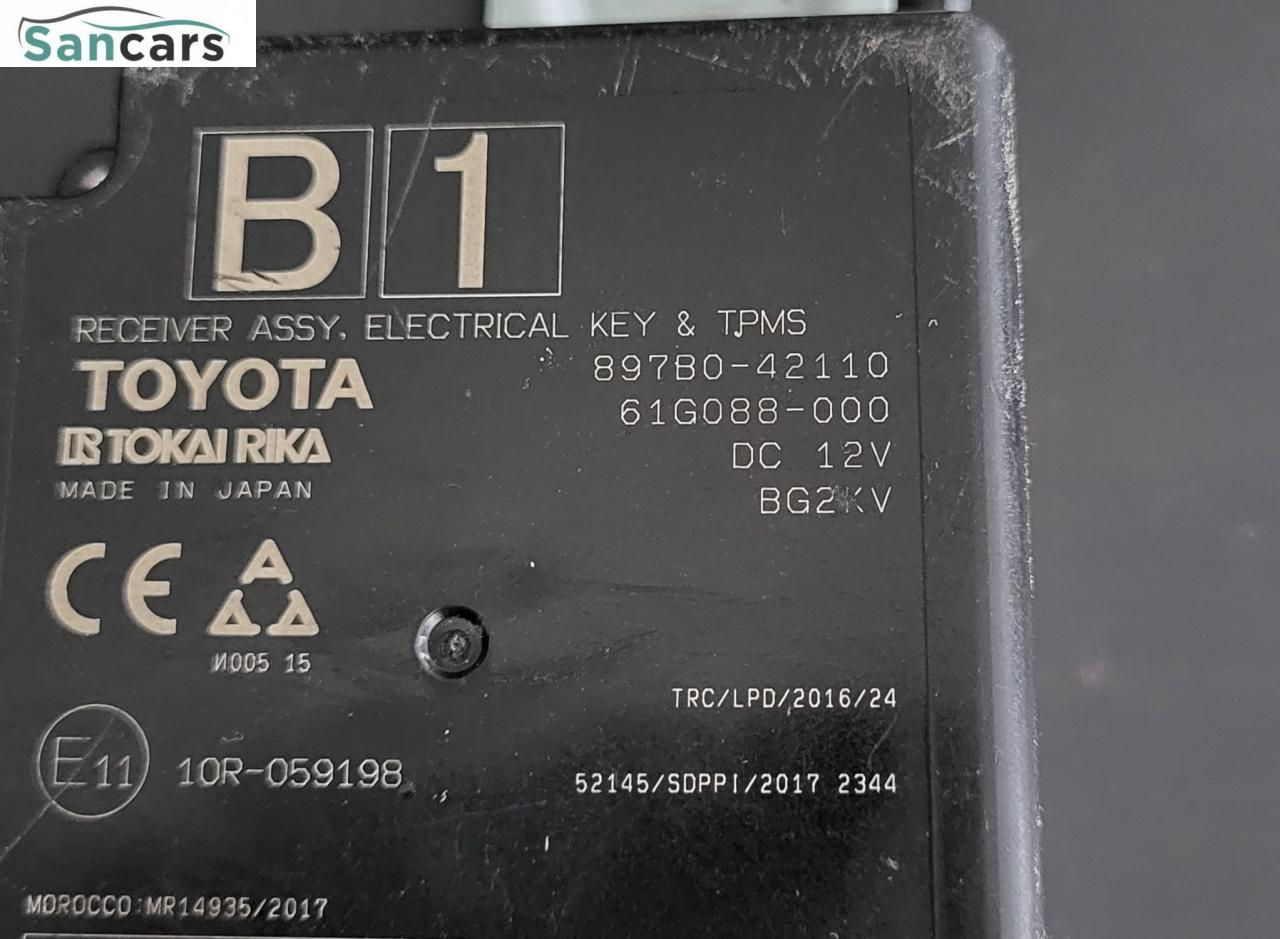 Sancars
B 1
RECEIVER ASSY, ELECTRICAL KEY & TPMS
TOYOTA
897B0-42110
61G088-000
TOKAI RIKA
DC 12V
MADE IN JAPAN
BG2KV
CE
N005 15
TRC/LPD/2016/24
E11 10R-059198
52145/SDPPI/2017 2344
MOROCCO:MR14935/2017